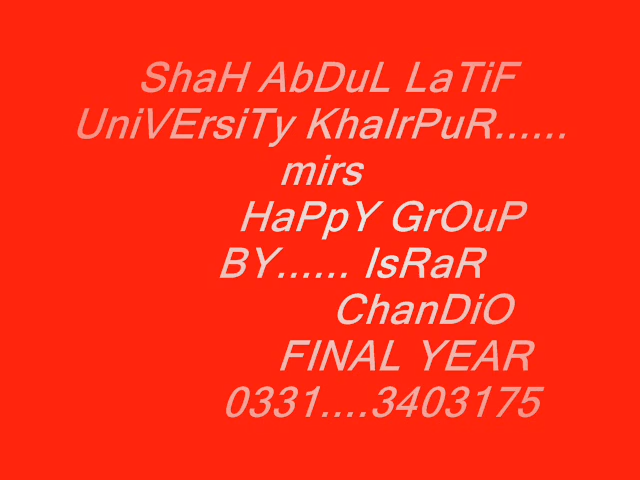 ShaH AbDuL LaTiF
UniVErsiTy KhaIrPuR......
mirs
HaPpY GrOuP
BY...... IsRaR
ChanDiO
FINAL YEAR
0331....3403175